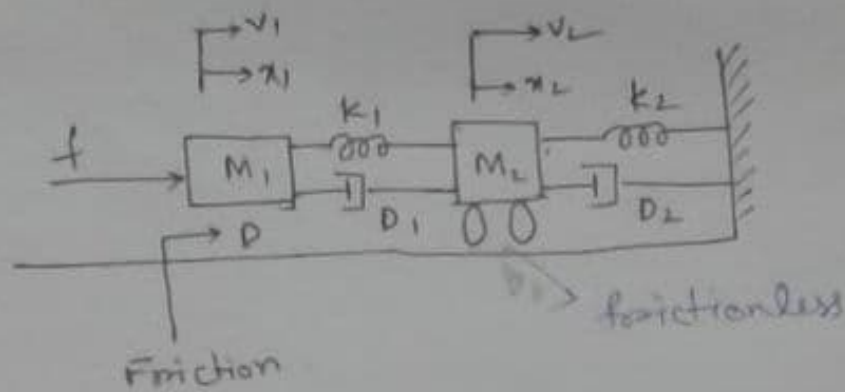 v1 v2
x1 x2
K1 K2
f M1 M2
D D1 D2
frictionless
Friction